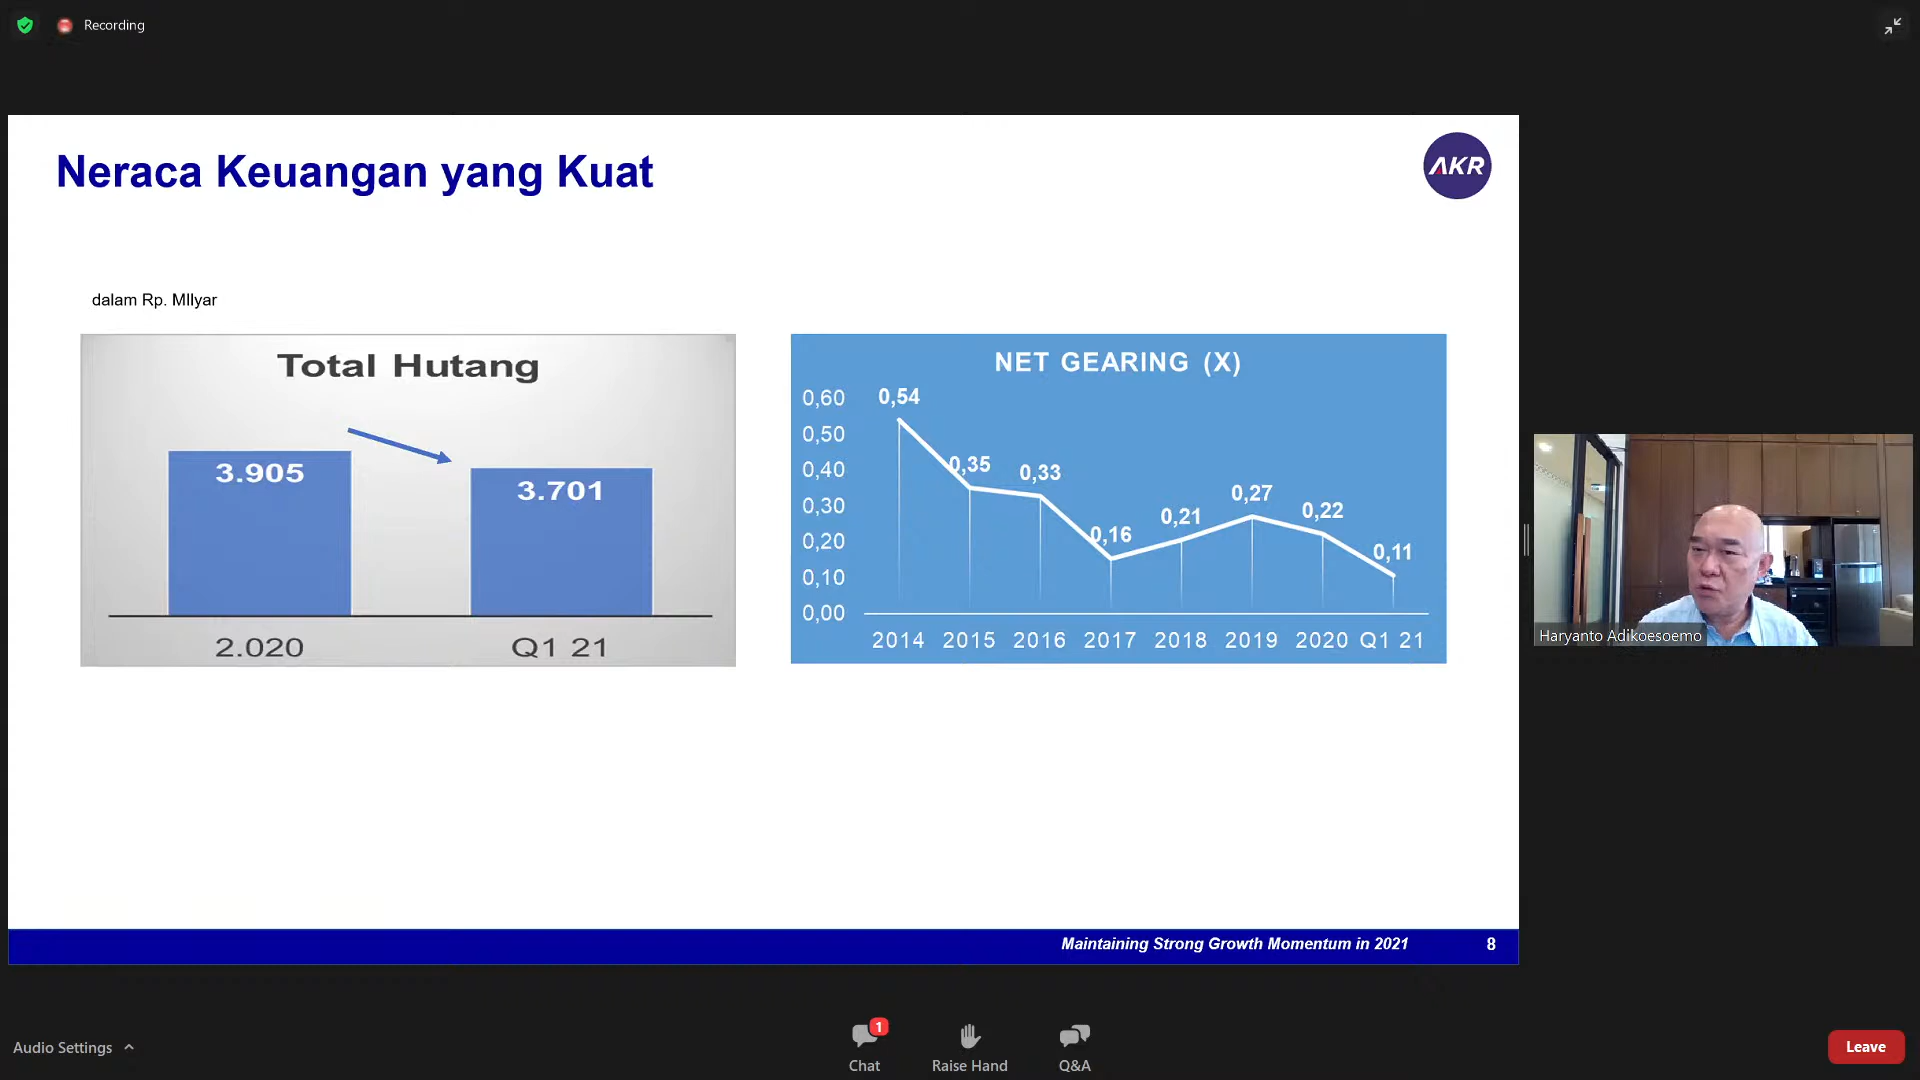 Recording
Neraca Keuangan yang Kuat
AKR
dalam Rp. MIlyar
Total Hutang
3.905
3.701
2.020
Q1 21
NET GEARING (X)
0,60
0,50
0,40
0,30
0,20
0,10
0,00
0,54
0,35
0,33
0,16
0,21
0,27
0,22
0,11
2014 2015 2016 2017 2018 2019 2020 Q1 21
Haryanto Adikoesoemo
Maintaining Strong Growth Momentum in 2021
8
Audio Settings
1
Chat
Raise Hand
Q&A
Leave